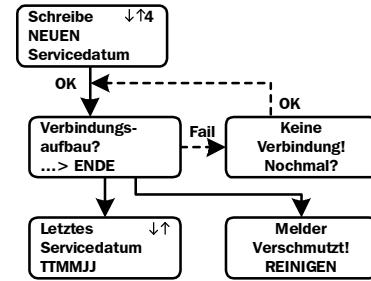 Schreibe ↓↑4
NEUEN
Servicedatum
OK
OK
Verbindungs-
aufbau?
...> ENDE
Fail
Keine
Verbindung!
Nochmal?
Letztes ↓↑
Servicedatum
TTMMJJ
Melder
Verschmutzt!
REINIGEN